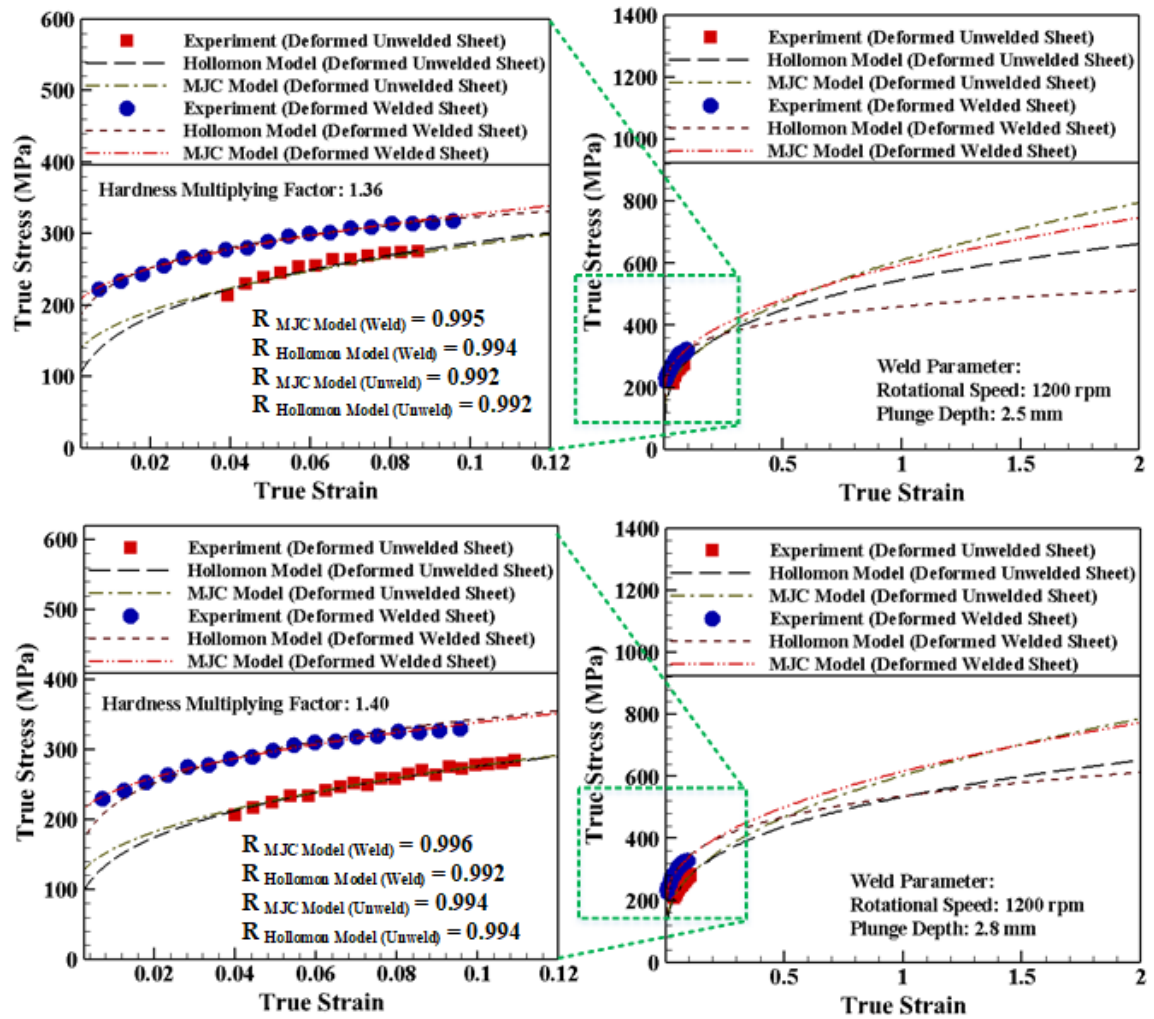 600
500
400
300
200
100
0
True Stress (MPa)
Experiment (Deformed Unwelded Sheet)
Hollomon Model (Deformed Unwelded Sheet)
MJC Model (Deformed Unwelded Sheet)
Experiment (Deformed Welded Sheet)
Hollomon Model (Deformed Welded Sheet)
MJC Model (Deformed Welded Sheet)
Hardness Multiplying Factor: 1.36
R MJC Model (Weld) = 0.995
R Hollomon Model (Weld) = 0.994
R MJC Model (Unweld) = 0.992
R Hollomon Model (Unweld) = 0.992
0.02 0.04 0.06 0.08 0.1 0.12
True Strain
1400
1200
1000
800
600
400
200
0
True Stress (MPa)
Experiment (Deformed Unwelded Sheet)
Hollomon Model (Deformed Unwelded Sheet)
MJC Model (Deformed Unwelded Sheet)
Experiment (Deformed Welded Sheet)
Hollomon Model (Deformed Welded Sheet)
MJC Model (Deformed Welded Sheet)
Weld Parameter:
Rotational Speed: 1200 rpm
Plunge Depth: 2.5 mm
0.5 1 1.5 2
True Strain
600
500
400
300
200
100
0
True Stress (MPa)
Experiment (Deformed Unwelded Sheet)
Hollomon Model (Deformed Unwelded Sheet)
MJC Model (Deformed Unwelded Sheet)
Experiment (Deformed Welded Sheet)
Hollomon Model (Deformed Welded Sheet)
MJC Model (Deformed Welded Sheet)
Hardness Multiplying Factor: 1.40
R MJC Model (Weld) = 0.996
R Hollomon Model (Weld) = 0.992
R MJC Model (Unweld) = 0.994
R Hollomon Model (Unweld) = 0.994
0.02 0.04 0.06 0.08 0.1 0.12
True Strain
1400
1200
1000
800
600
400
200
0
True Stress (MPa)
Experiment (Deformed Unwelded Sheet)
Hollomon Model (Deformed Unwelded Sheet)
MJC Model (Deformed Unwelded Sheet)
Experiment (Deformed Welded Sheet)
Hollomon Model (Deformed Welded Sheet)
MJC Model (Deformed Welded Sheet)
Weld Parameter:
Rotational Speed: 1200 rpm
Plunge Depth: 2.8 mm
0.5 1 1.5 2
True Strain